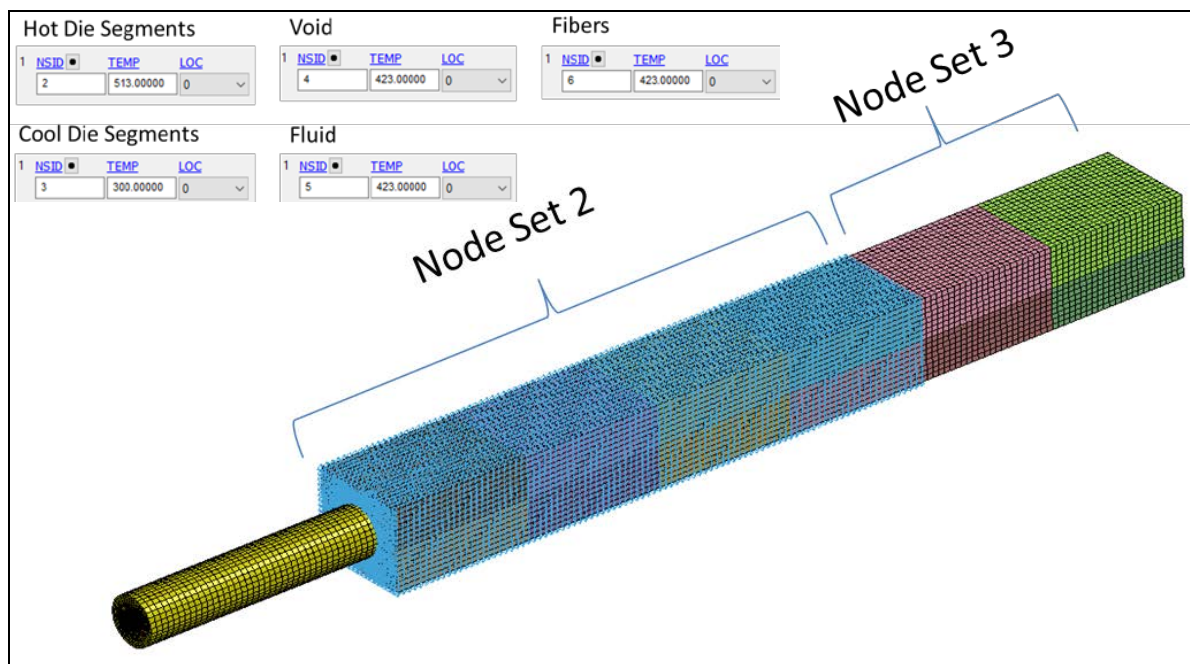 Hot Die Segments
1 NSID TEMP LOC
2 513.00000 0
Void
1 NSID TEMP LOC
4 423.00000 0
Fibers
1 NSID TEMP LOC
6 423.00000 0
Cool Die Segments
1 NSID TEMP LOC
3 300.00000 0
Fluid
1 NSID TEMP LOC
5 423.00000 0
Node Set 2
Node Set 3